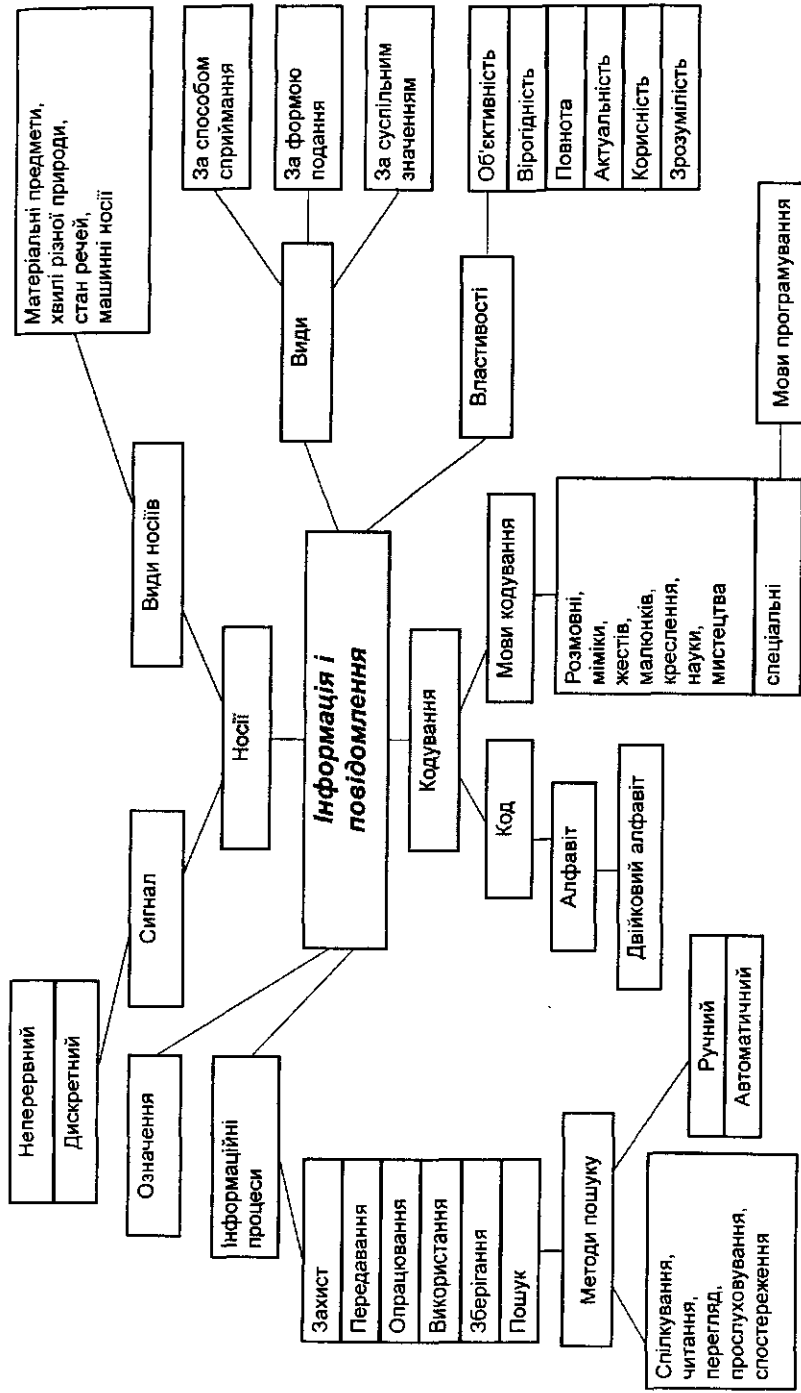 Неперервний
Дискретний
Сигнал
Означення
Носії
Види носіїв
Матеріальні предмети,
хвилі різної природи,
стан речей,
машинні носії
Інформація і
повідомлення
Види
За способом
сприймання
За формою
подання
За суспільним
значенням
Властивості
Об'єктивність
Вірогідність
Повнота
Актуальність
Корисність
Зрозумілість
Інформаційні
процеси
Захист
Передавання
Опрацювання
Використання
Зберігання
Пошук
Методи пошуку
Спілкування,
читання,
перегляд,
прослуховування,
спостереження
Ручний
Автоматичний
Кодування
Код
Алфавіт
Двійковий алфавіт
Мови кодування
Розмовні,
міміки,
жестів,
малюнків,
креслення,
науки,
мистецтва
спеціальні
Мови програмування